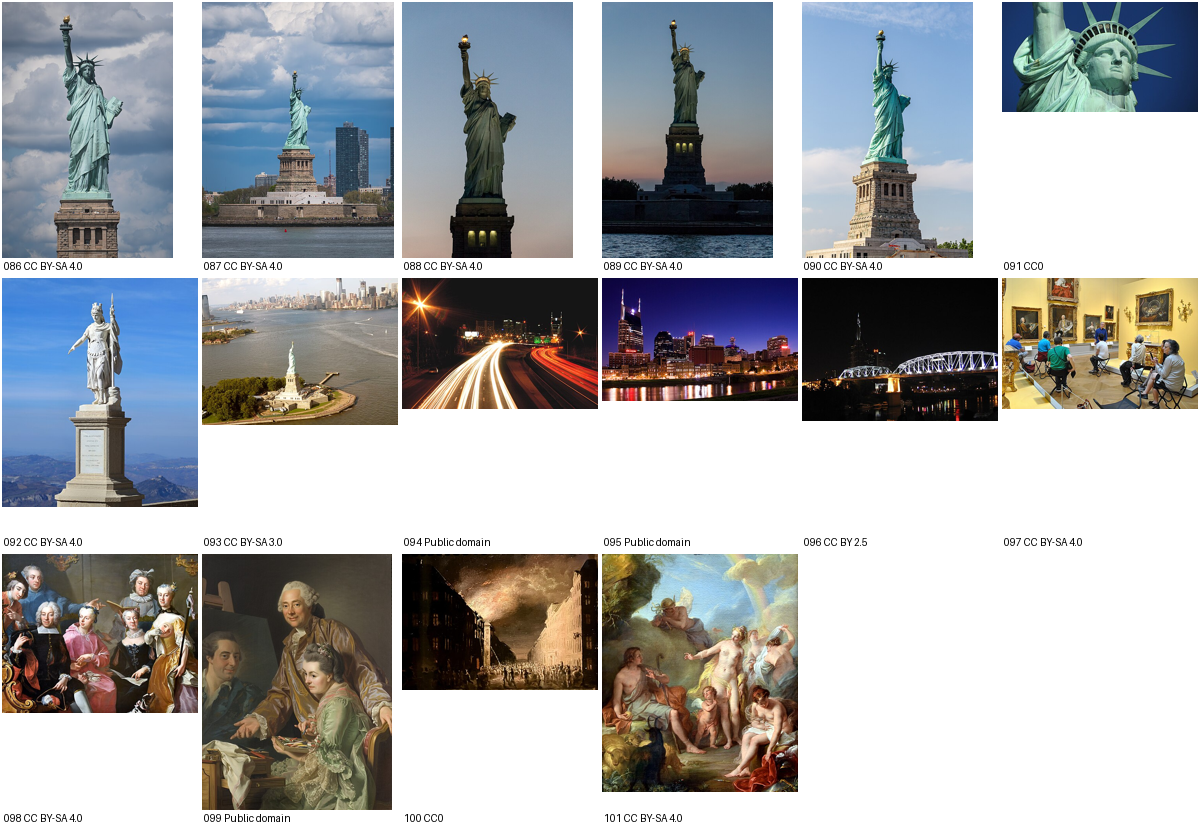 086 CC BY-SA 4.0
087 CC BY-SA 4.0
088 CC BY-SA 4.0
089 CC BY-SA 4.0
090 CC BY-SA 4.0
091 CC0
092 CC BY-SA 4.0
093 CC BY-SA 3.0
094 Public domain
095 Public domain
096 CC BY 2.5
097 CC BY-SA 4.0
098 CC BY-SA 4.0
099 Public domain
100 CC0
101 CC BY-SA 4.0